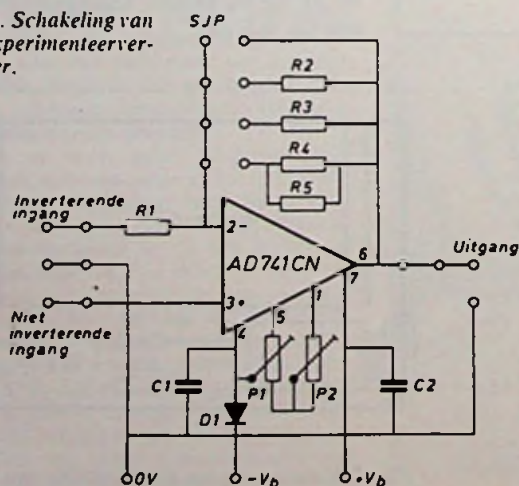 . Schakeling van
xperimenteerver-
er.
SJP
R2
R3
R4
R5
Inverterende
ingang
R1
2-
AD741CN
6
7
Uitgang
1
3+
Niet
inverterende
ingang
4
5
C1
P1
P2
C2
D1
0V
-Vb
+Vb